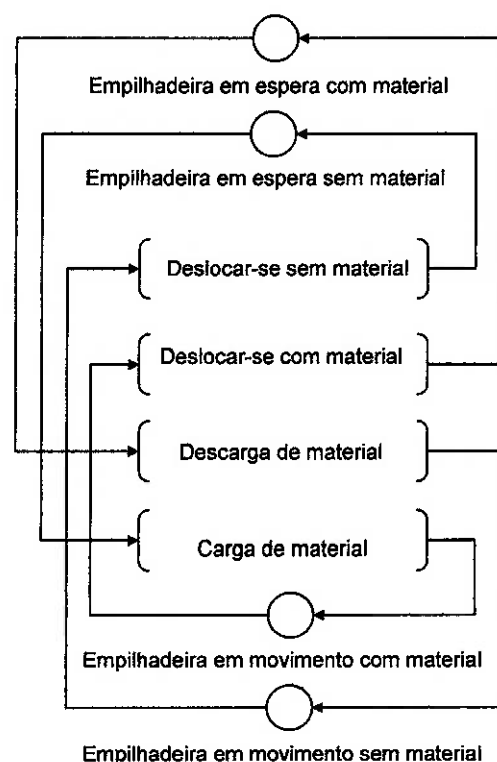 Empilhadeira em espera com material
Empilhadeira em espera sem material
Deslocar-se sem material
Deslocar-se com material
Descarga de material
Carga de material
Empilhadeira em movimento com material
Empilhadeira em movimento sem material